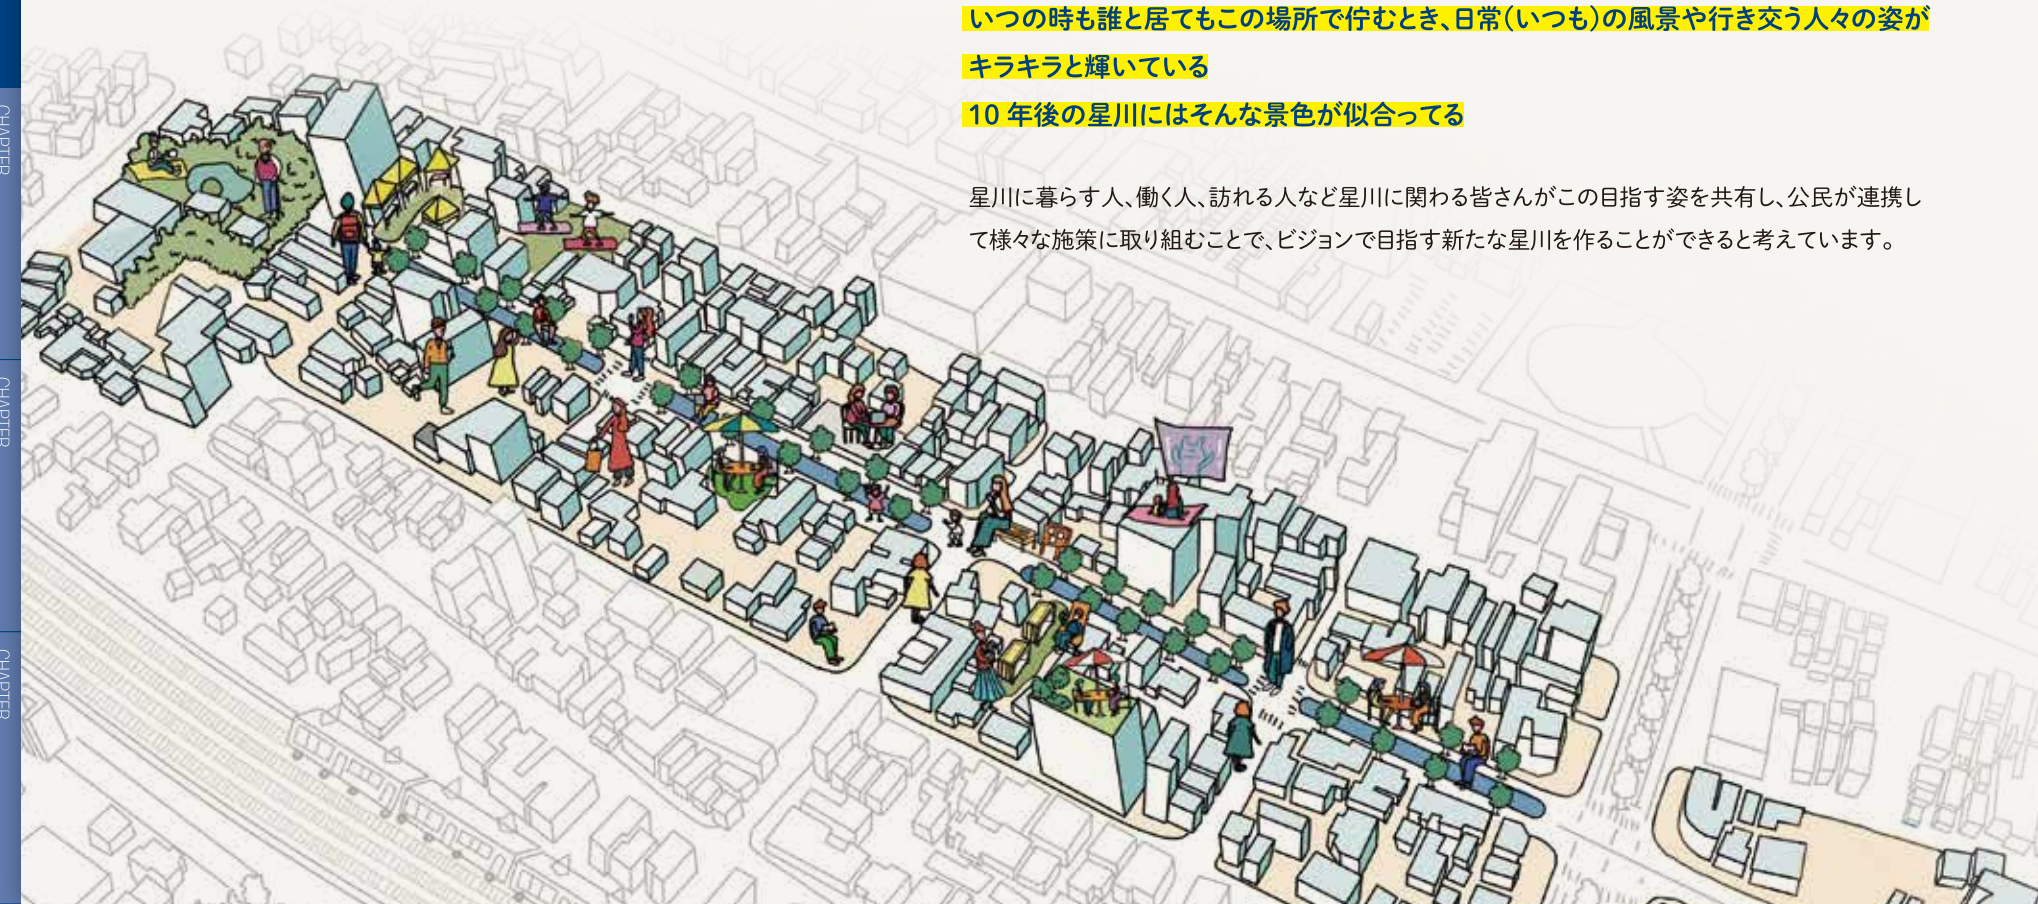 いつの時も誰と居てもこの場所で佇むとき、日常(いつも)の風景や行き交う人々の姿が
キラキラと輝いている
10 年後の星川にはそんな景色が似合ってる
星川に暮らす人、働く人、訪れる人など星川に関わる皆さんがこの目指す姿を共有し、公民が連携し
て様々な施策に取り組むことで、ビジョンで目指す新たな星川を作ることができると考えています。
CHAPTER
CHAPTER
CHAPTER